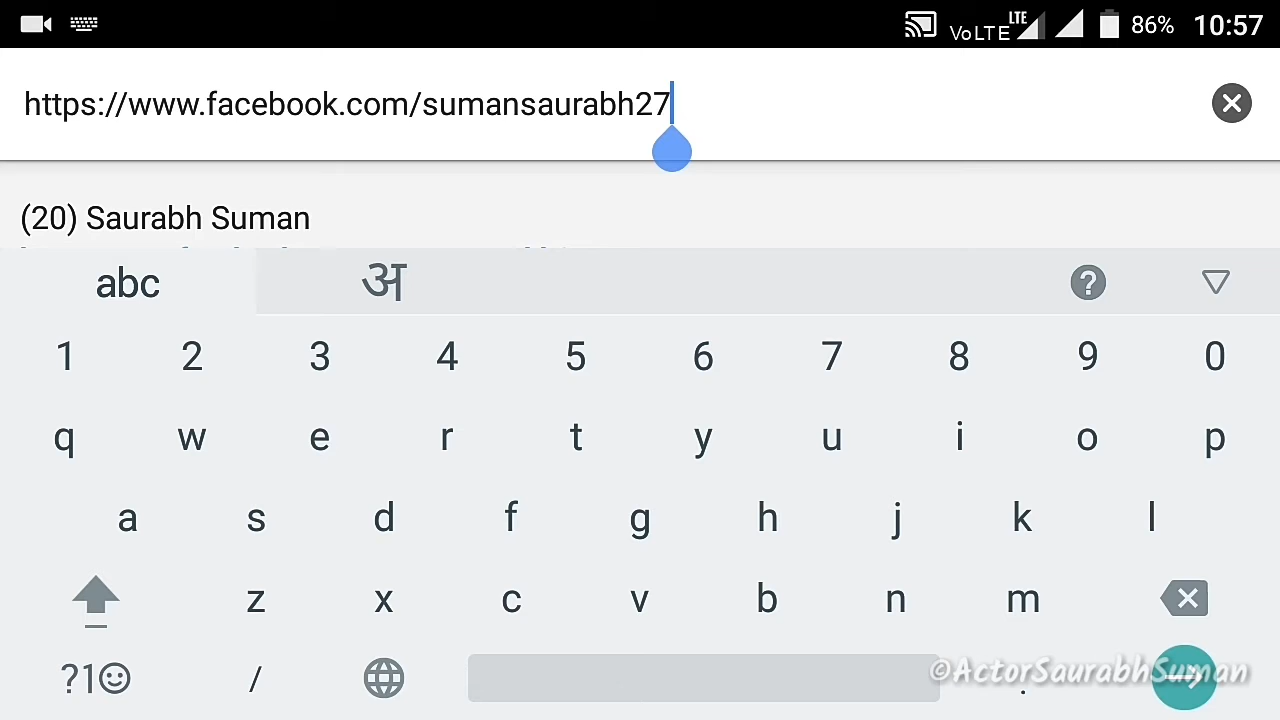 VoLTE LTE 86% 10:57
https://www.facebook.com/sumansaurabh27
(20) Saurabh Suman
abc अ ?
1 2 3 4 5 6 7 8 9 0
q w e r t y u i o p
a s d f g h j k l
z x c v b n m
?1☺ / .
©ActorSaurabhSuman